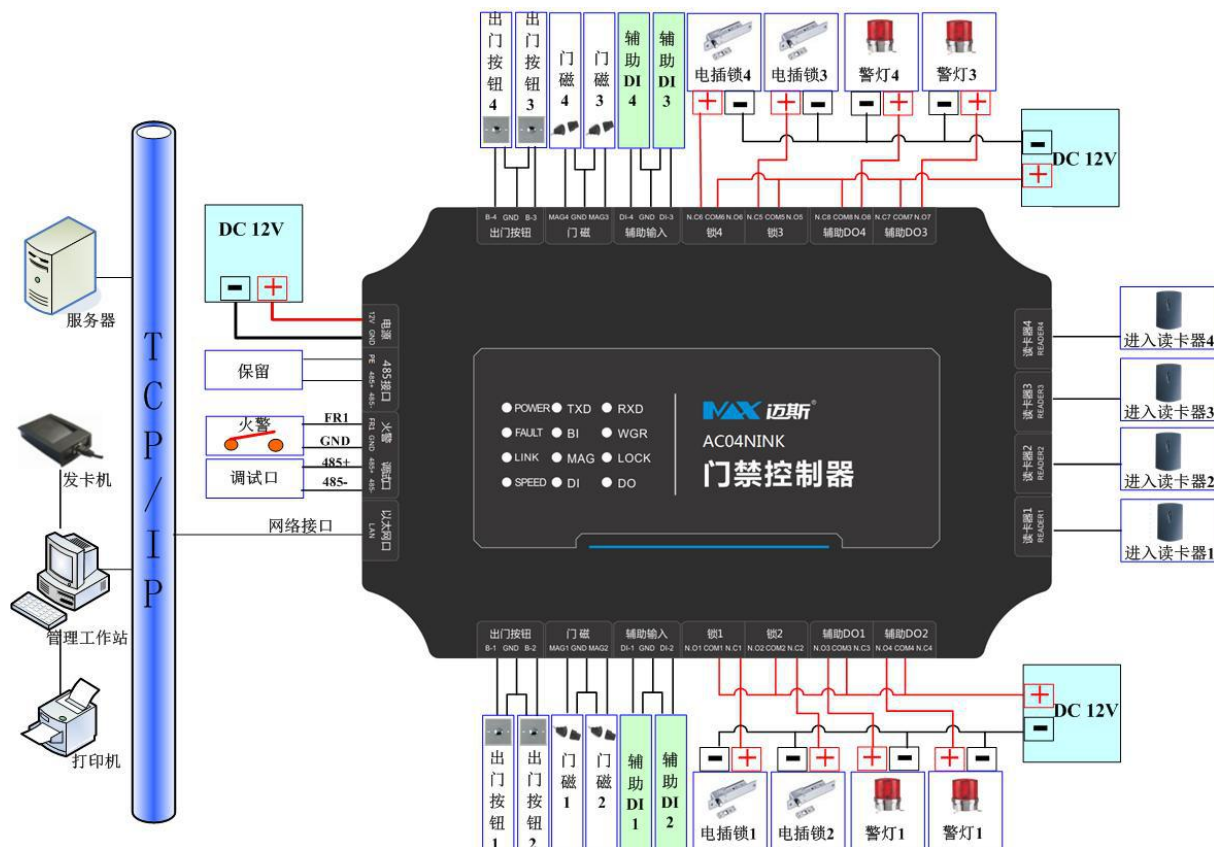 出门按钮4
出门按钮3
门磁4
门磁3
辅助DI4
辅助DI3
电插锁4
电插锁3
警灯4
警灯3
+ - + - - + - +
-
DC 12V
+
B-4 GND B-3
MAG4 GND MAG3
DI-4 GND DI-3
N.C6 COM6 N.O6
N.C5 COM5 N.O5
N.C8 COM8 N.O8
N.C7 COM7 N.O7
出门按钮
门磁
辅助输入
锁4
锁3
辅助DO4
辅助DO3
DC 12V
- +
12V GND
电源
服务器
TCP/IP
保留
PE 485+ 485-
485接口
火警
FR1
GND
FR1 GND
火警
调试口
485+
485-
485+ 485-
调试口
发卡机
网络接口
以太网口
LAN
管理工作站
打印机
POWER TXD RXD
FAULT BI WGR
LINK MAG LOCK
SPEED DI DO
MAX 迈斯®
AC04NINK
门禁控制器
读卡器4
READER4
进入读卡器4
读卡器3
READER3
进入读卡器3
读卡器2
READER2
进入读卡器2
读卡器1
READER1
进入读卡器1
出门按钮
门磁
辅助输入
锁1
锁2
辅助DO1
辅助DO2
B-1 GND B-2
MAG1 GND MAG2
DI-1 GND DI-2
N.O1 COM1 N.C1
N.O2 COM2 N.C2
N.O3 COM3 N.C3
N.O4 COM4 N.C4
+
DC 12V
-
- + - + + - + -
出门按钮1
出门按钮2
门磁1
门磁2
辅助DI1
辅助DI2
电插锁1
电插锁2
警灯1
警灯1